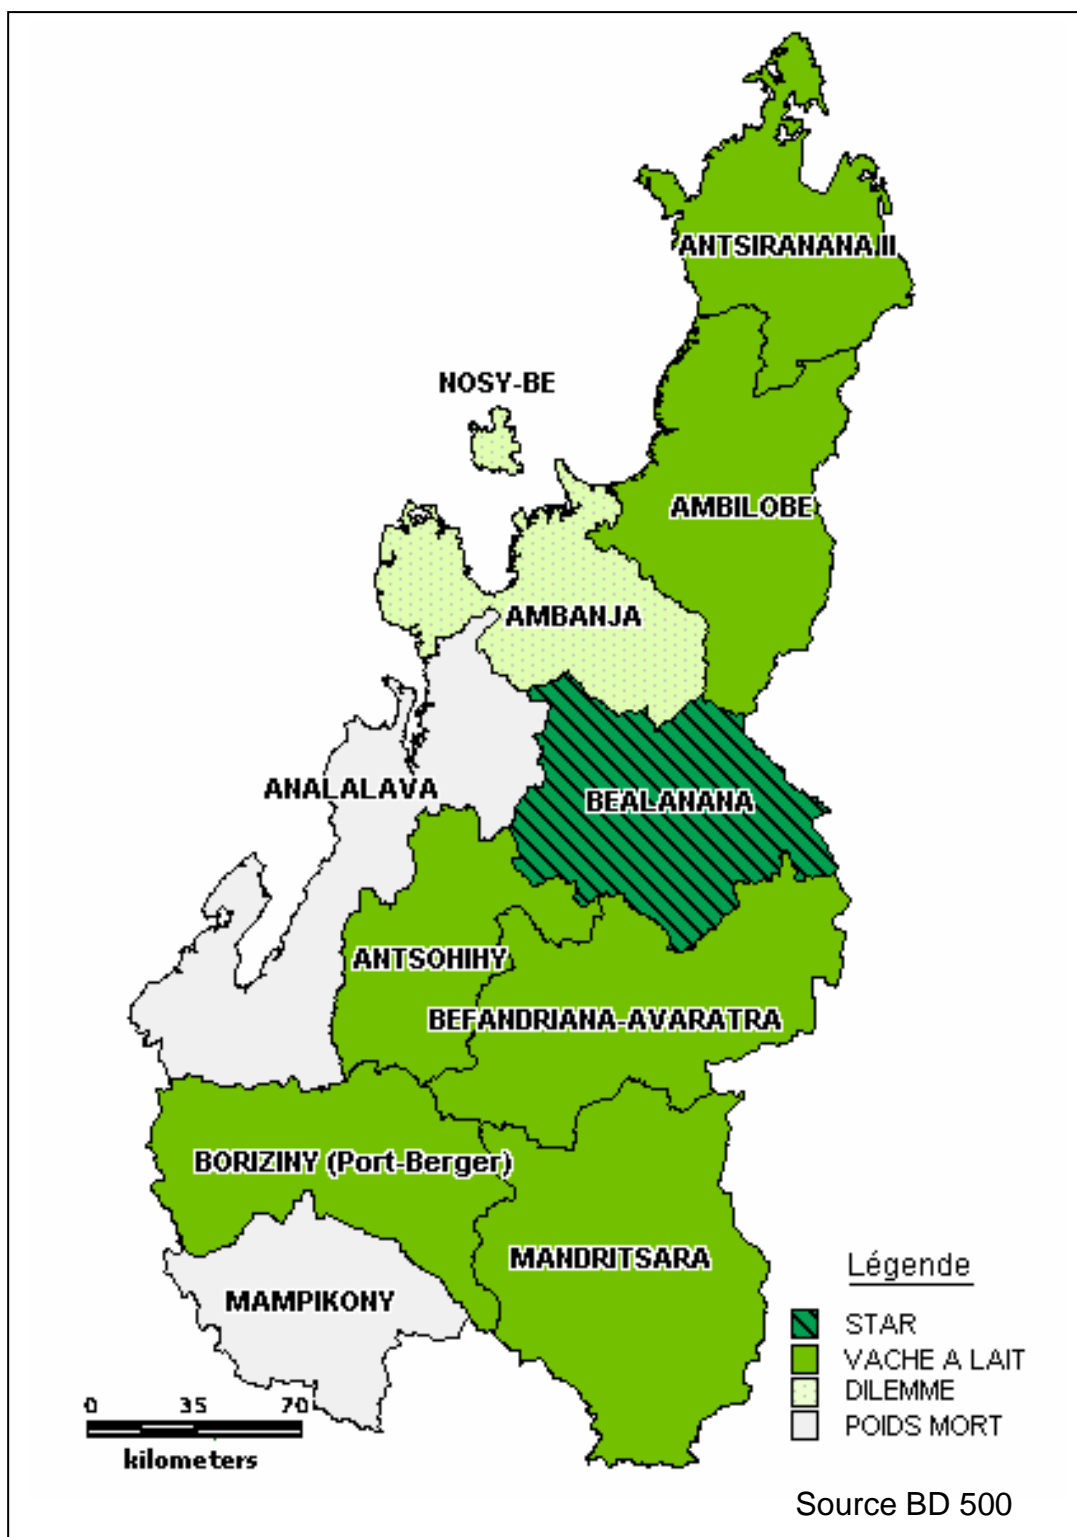 ANTSIRANANA II
NOSY-BE
AMBILOBE
AMBANJA
ANALALAVA
BEALANANA
ANTSOHIHY
BEFANDRIANA-AVARATRA
BORIZINY (Port-Berger)
MANDRITSARA
MAMPIKONY
Légende
STAR
VACHE A LAIT
DILEMME
POIDS MORT
0 35 70
kilometers
Source BD 500